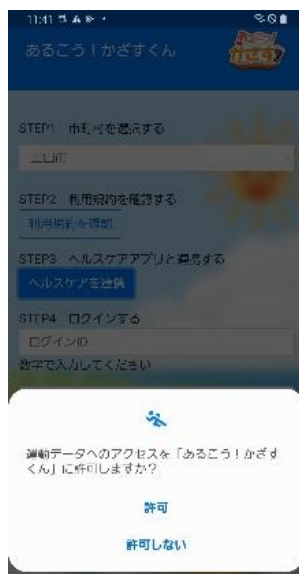 11:41
あるこう！かざすくん
STEP1 市町村を選択する
STEP2 利用規約を確認する
利用規約を確認
STEP3 ヘルスケアアプリと連携する
ヘルスケアを連携
STEP4 ログインする
ログインID
数字で入力してください
運動データへのアクセスを「あるこう！かざす
くん」に許可しますか？
許可
許可しない